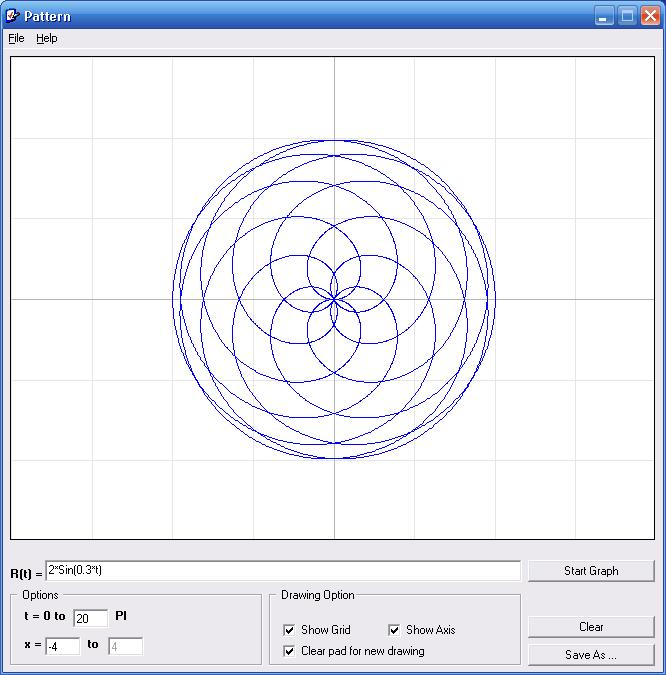 Pattern
File Help
R(t) = 2*Sin(0.3*t) Start Graph
Options
t = 0 to 20 PI
x = -4 to 4
Drawing Option
Show Grid Show Axis
Clear pad for new drawing
Clear
Save As ...